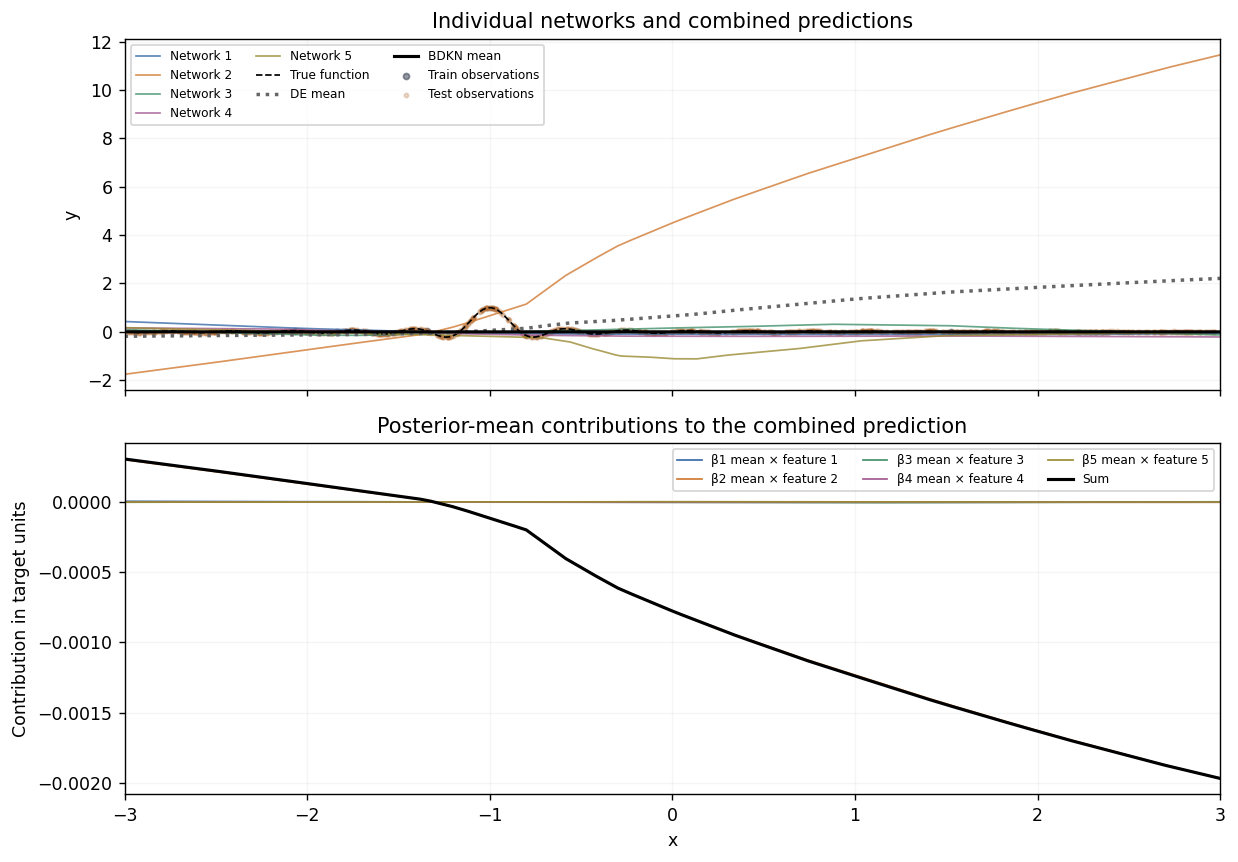 Individual networks and combined predictions
12
10
8
6
4
2
0
−2
y
Network 1
Network 2
Network 3
Network 4
Network 5
True function
DE mean
BDKN mean
Train observations
Test observations
Posterior-mean contributions to the combined prediction
0.0000
−0.0005
−0.0010
−0.0015
−0.0020
Contribution in target units
β1 mean × feature 1
β2 mean × feature 2
β3 mean × feature 3
β4 mean × feature 4
β5 mean × feature 5
Sum
−3
−2
−1
0
1
2
3
x